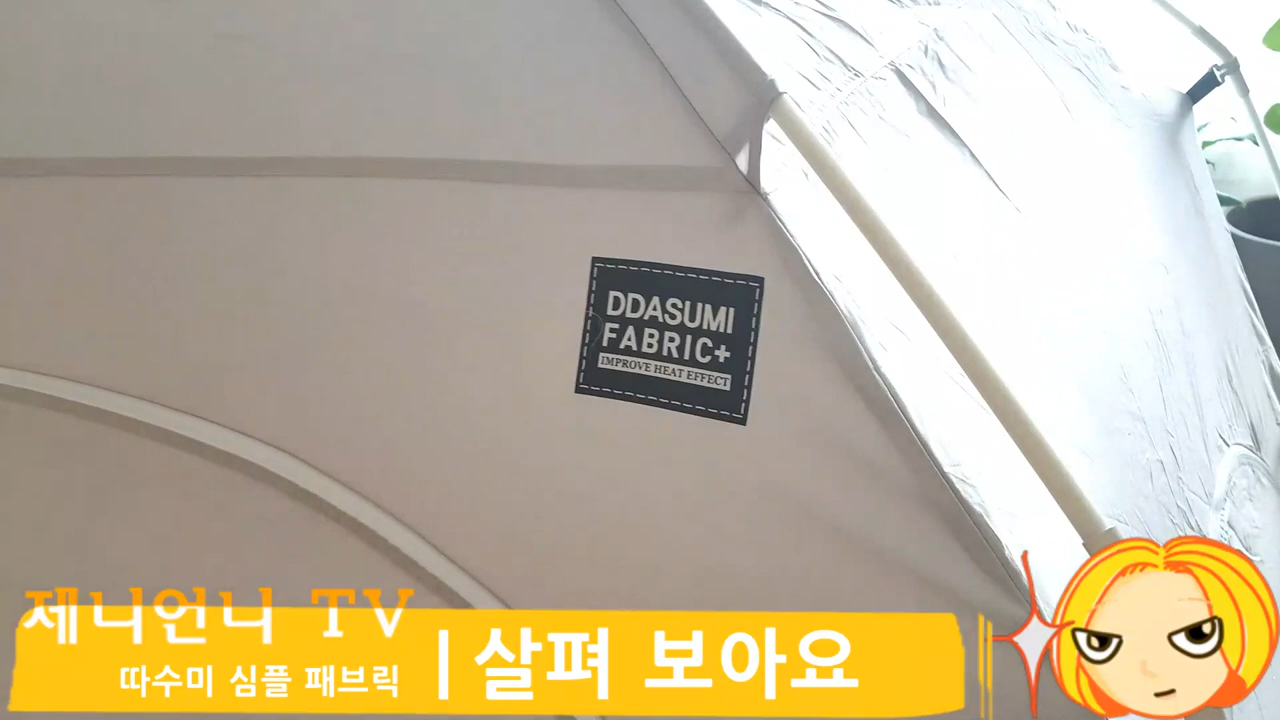 DDASUMI
FABRIC+
IMPROVE HEAT EFFECT
제니언니 TV
따수미 심플 패브릭
| 살펴 보아요